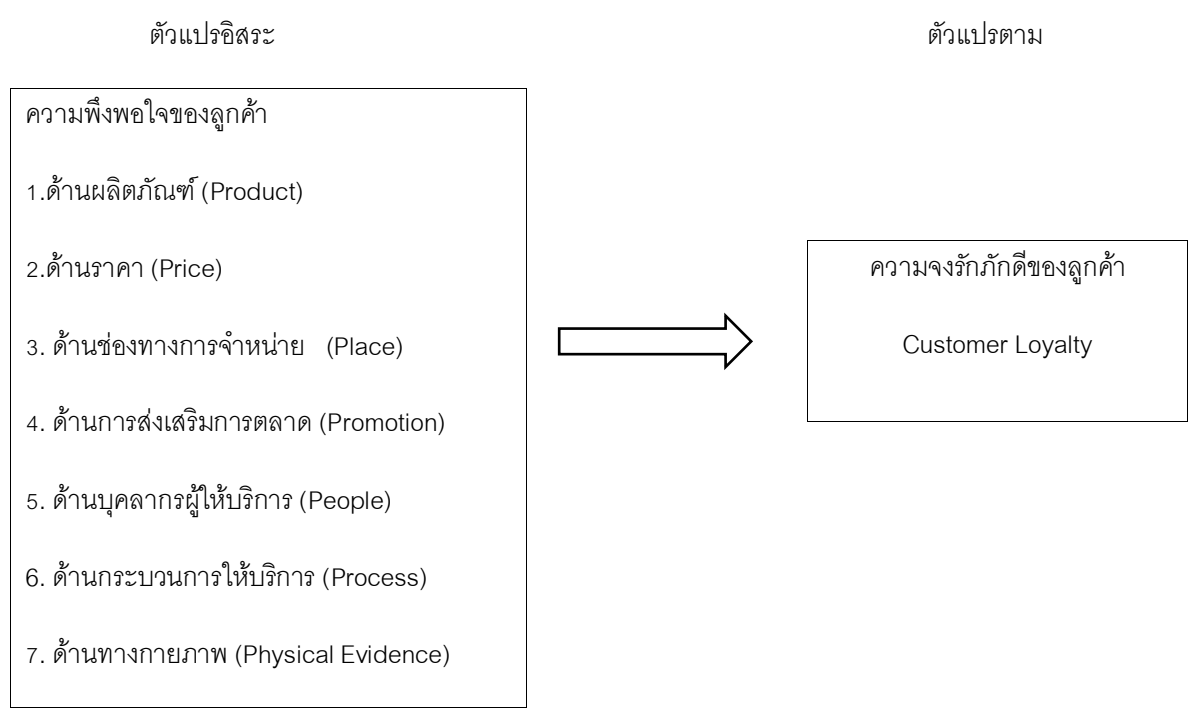 ตัวแปรอิสระ
ตัวแปรตาม
ความพึงพอใจของลูกค้า
1.ด้านผลิตภัณฑ์ (Product)
2.ด้านราคา (Price)
3. ด้านช่องทางการจำหน่าย (Place)
4. ด้านการส่งเสริมการตลาด (Promotion)
5. ด้านบุคลากรผู้ให้บริการ (People)
6. ด้านกระบวนการให้บริการ (Process)
7. ด้านทางกายภาพ (Physical Evidence)
ความจงรักภักดีของลูกค้า
Customer Loyalty